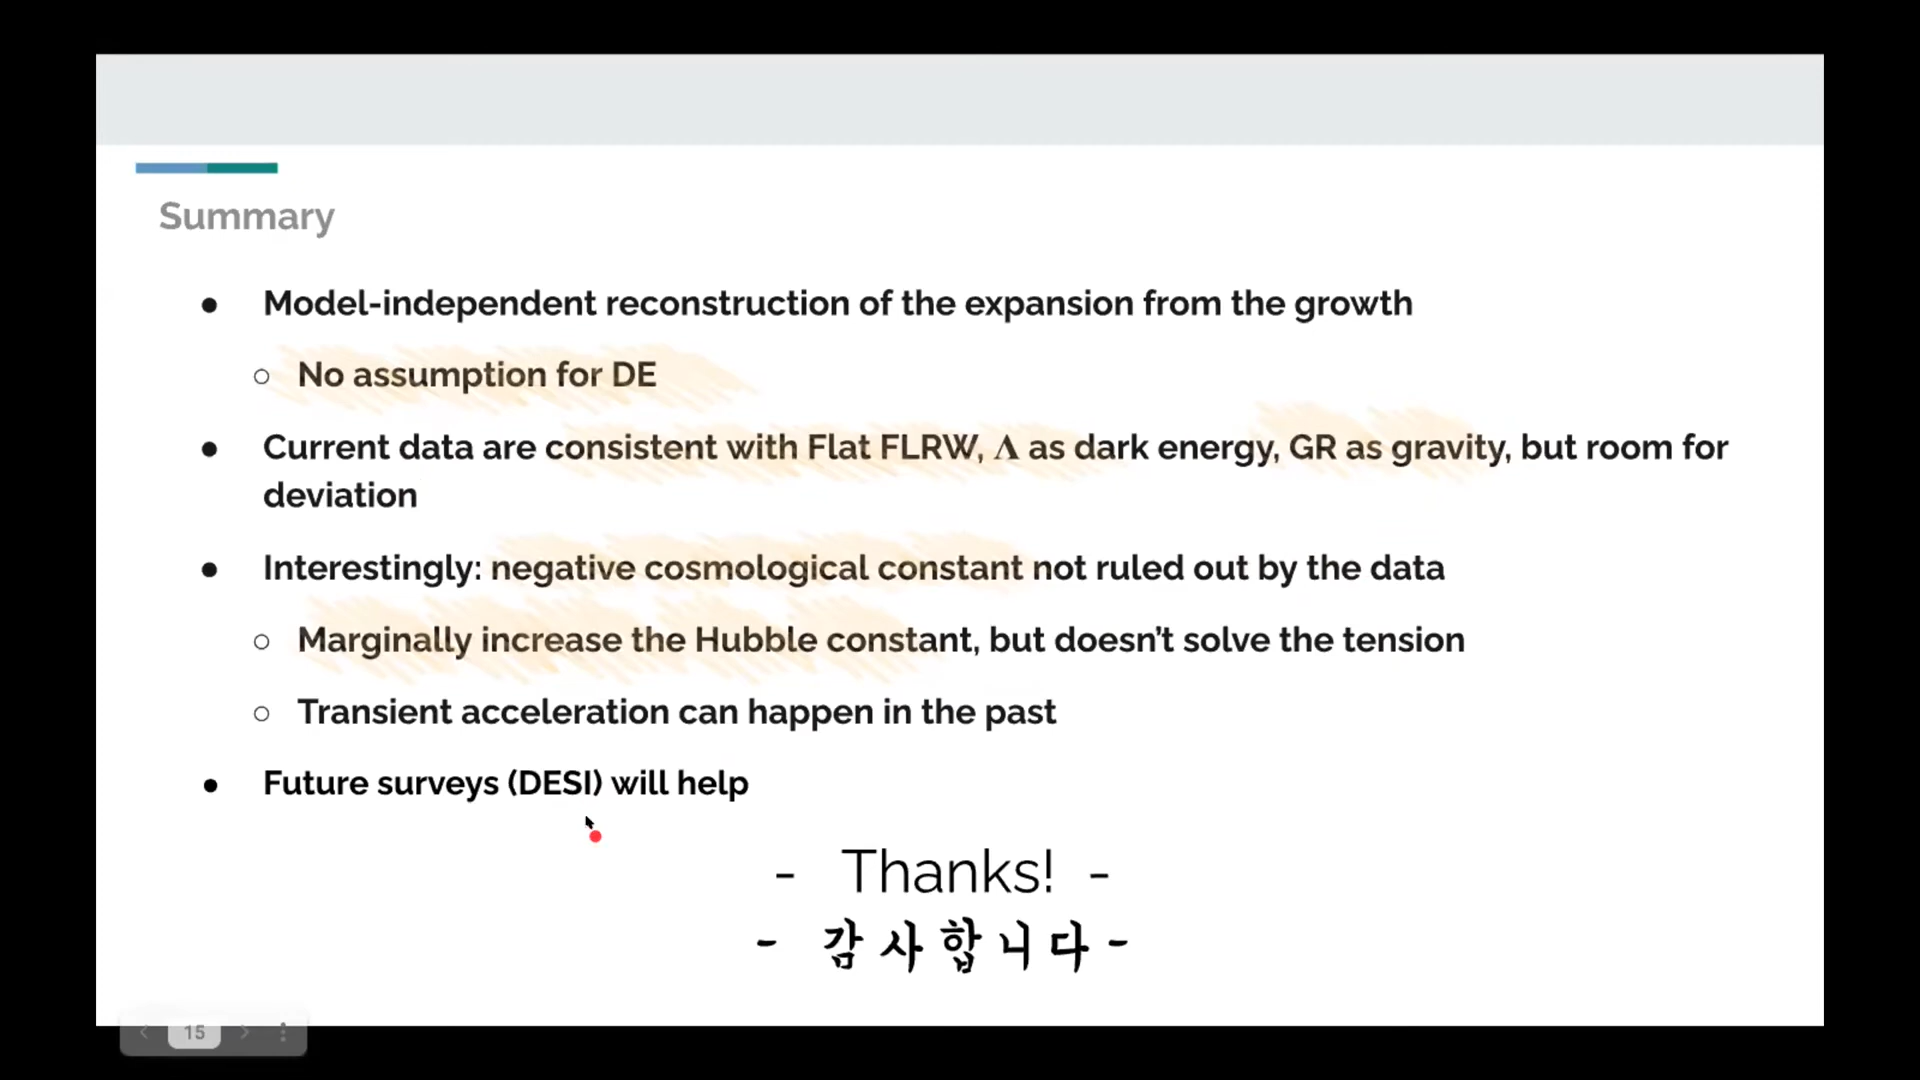 Summary
● Model-independent reconstruction of the expansion from the growth
○ No assumption for DE
● Current data are consistent with Flat FLRW, Λ as dark energy, GR as gravity, but room for
deviation
● Interestingly: negative cosmological constant not ruled out by the data
○ Marginally increase the Hubble constant, but doesn't solve the tension
○ Transient acceleration can happen in the past
● Future surveys (DESI) will help
- Thanks! -
- 감사합니다 -
15